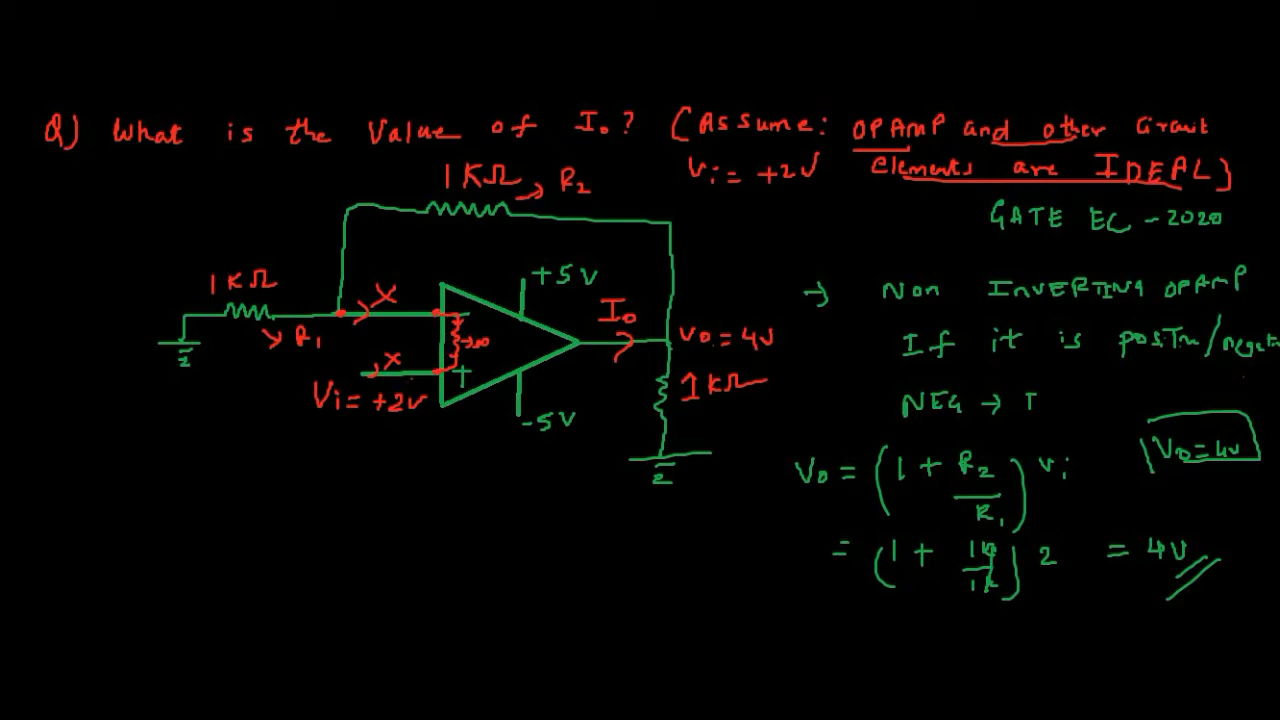 Q) What is the Value of I₀? (Assume: OPAMP and other Circuit
Vi = +2V elements are IDEAL)
1KΩ → R2
GATE EC - 2020
1KΩ
R1
+5V
I₀
V₀ = 4V
→ Non INVERTING OPAMP
If it is
x
x
∞
-
+
Vi = +2V
1KΩ
-5V
NEG → I
V₀ = (1 + R2/R1) Vi
V₀ = 4V
= (1 + 1k/1k) 2 = 4V